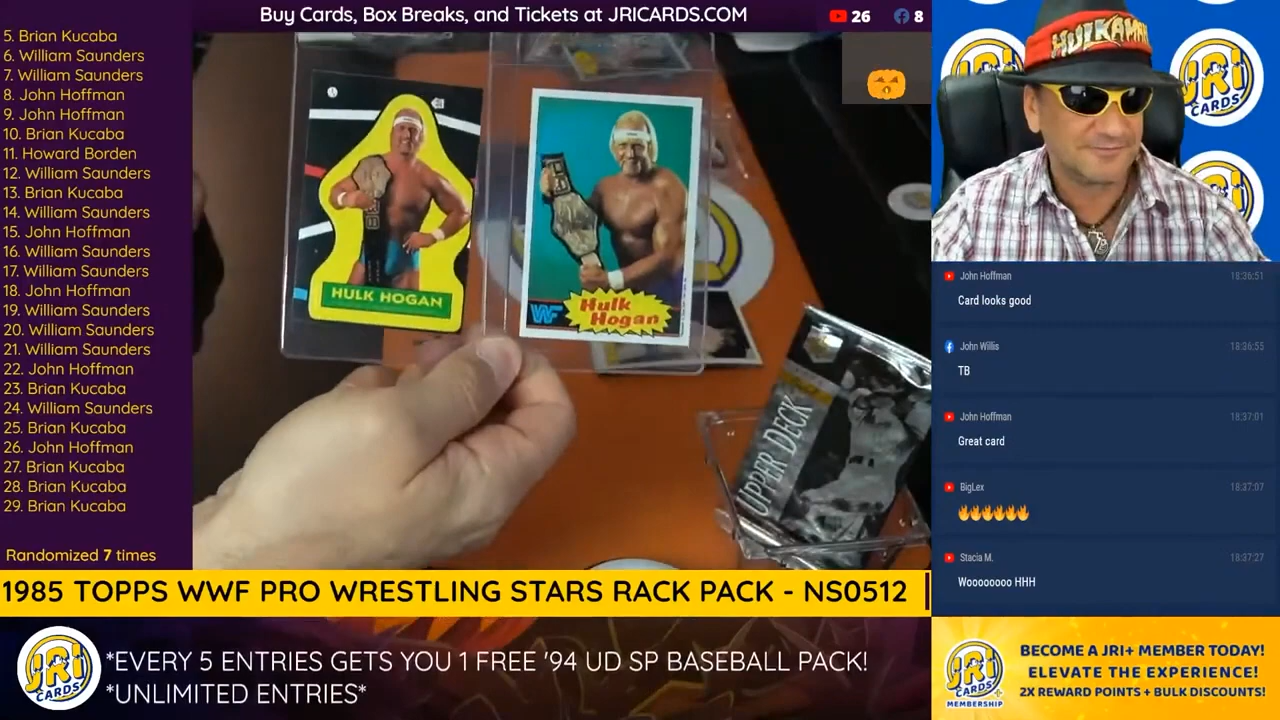 Buy Cards, Box Breaks, and Tickets at JRICARDS.COM
26
8
5. Brian Kucaba
6. William Saunders
7. William Saunders
8. John Hoffman
9. John Hoffman
10. Brian Kucaba
11. Howard Borden
12. William Saunders
13. Brian Kucaba
14. William Saunders
15. John Hoffman
16. William Saunders
17. William Saunders
18. John Hoffman
19. William Saunders
20. William Saunders
21. William Saunders
22. John Hoffman
23. Brian Kucaba
24. William Saunders
25. Brian Kucaba
26. John Hoffman
27. Brian Kucaba
28. Brian Kucaba
29. Brian Kucaba
Randomized 7 times
HULK HOGAN
WF
Hulk
Hogan
UPPER DECK
HULKAMAN
JRI
CARDS
John Hoffman 18:36:51
Card looks good
John Willis 18:36:55
TB
John Hoffman 18:37:01
Great card
BigLex 18:37:07
🔥🔥🔥🔥🔥🔥
Stacia M. 18:37:27
Woooooooo HHH
1985 TOPPS WWF PRO WRESTLING STARS RACK PACK - NS0512
JRI
CARDS
*EVERY 5 ENTRIES GETS YOU 1 FREE '94 UD SP BASEBALL PACK!
*UNLIMITED ENTRIES*
JRI
CARDS+
MEMBERSHIP
BECOME A JRI+ MEMBER TODAY!
ELEVATE THE EXPERIENCE!
2X REWARD POINTS + BULK DISCOUNTS!